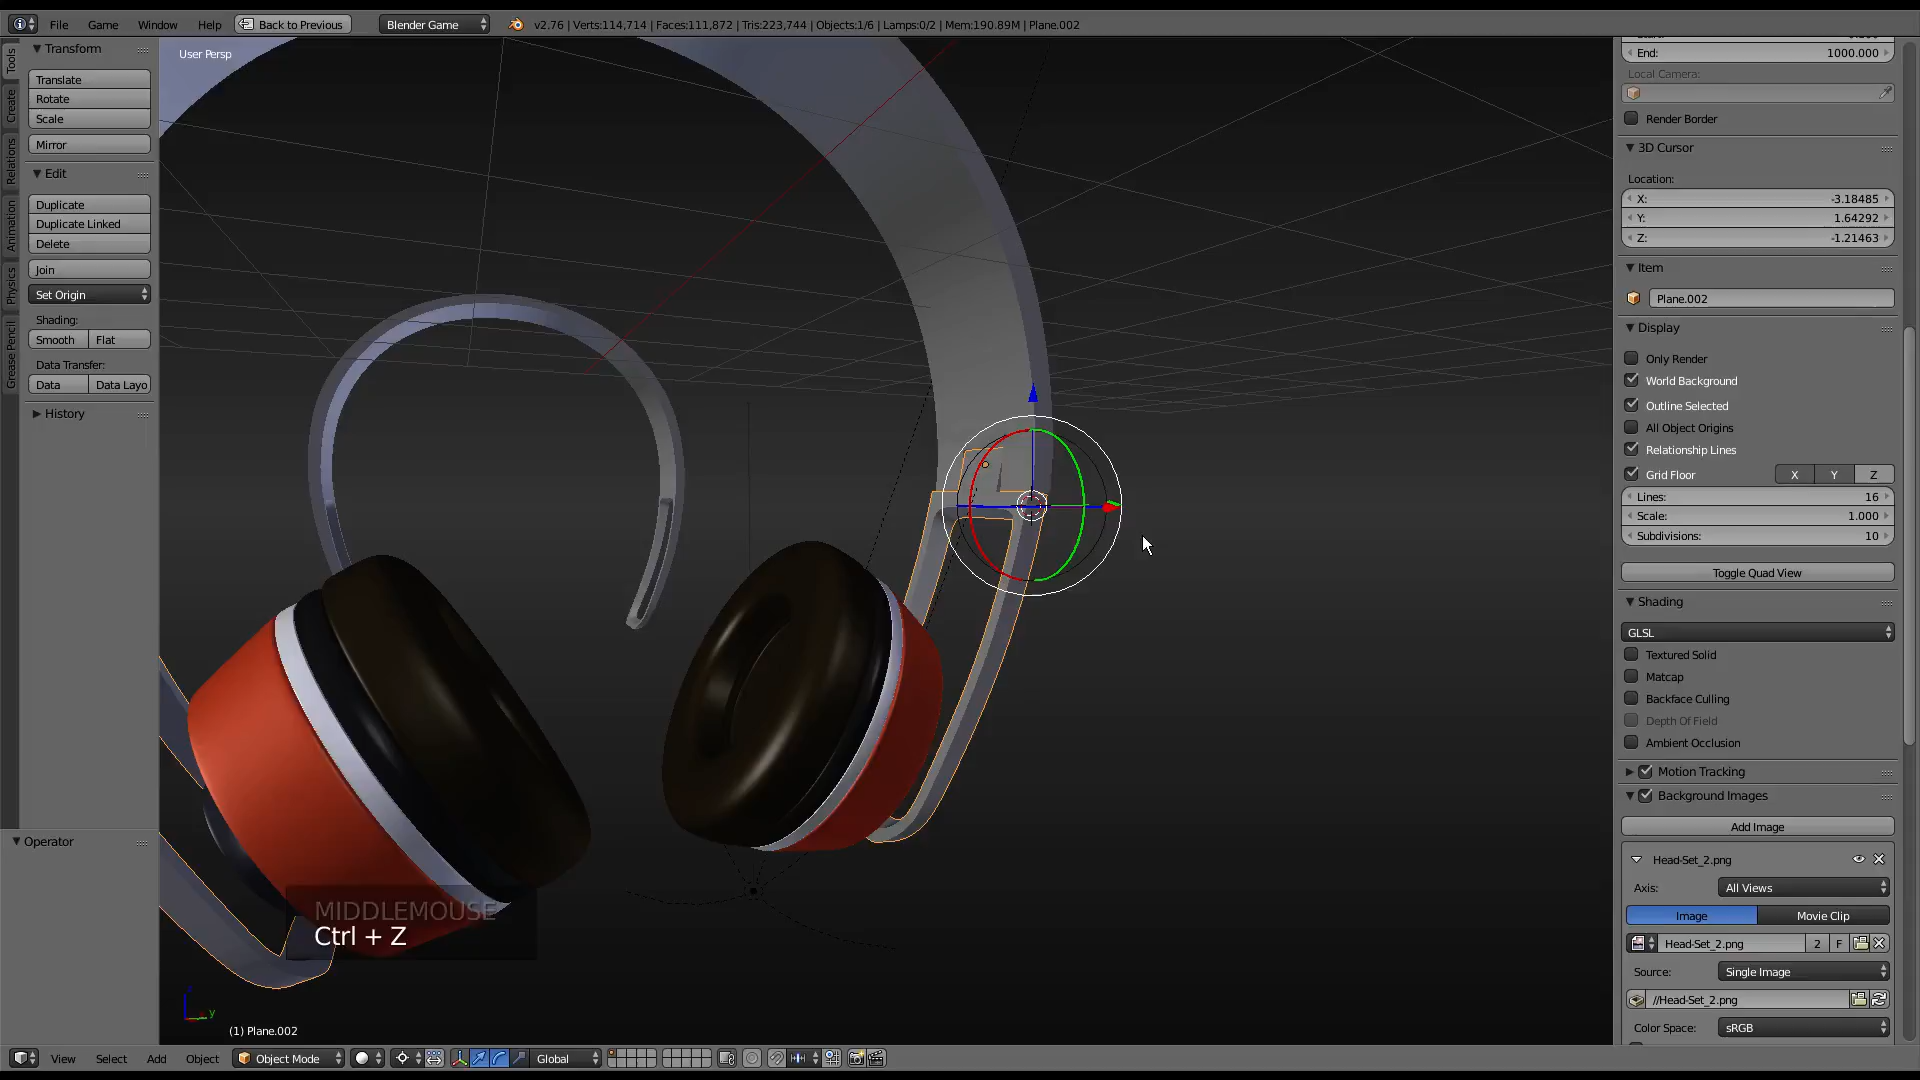 File Game Window Help Back to Previous Blender Game v2.76 | Verts:114,714 | Faces:111,872 | Tris:223,744 | Objects:1/6 | Lamps:0/2 | Mem:190.89M | Plane.002
Tools
Create
Relations
Animation
Physics
Grease Pencil
Transform
Translate
Rotate
Scale
Mirror
Edit
Duplicate
Duplicate Linked
Delete
Join
Set Origin
Shading:
Smooth Flat
Data Transfer:
Data Data Layo
History
Operator
User Persp
MIDDLEMOUSE
Ctrl + Z
z
y
(1) Plane.002
End: 1000.000
Local Camera:
Render Border
3D Cursor
Location:
X: -3.18485
Y: 1.64292
Z: -1.21463
Item
Plane.002
Display
Only Render
World Background
Outline Selected
All Object Origins
Relationship Lines
Grid Floor X Y Z
Lines: 16
Scale: 1.000
Subdivisions: 10
Toggle Quad View
Shading
GLSL
Textured Solid
Matcap
Backface Culling
Depth Of Field
Ambient Occlusion
Motion Tracking
Background Images
Add Image
Head-Set_2.png
Axis: All Views
Image Movie Clip
Head-Set_2.png 2 F
Source: Single Image
//Head-Set_2.png
Color Space: sRGB
View Select Add Object Object Mode Global